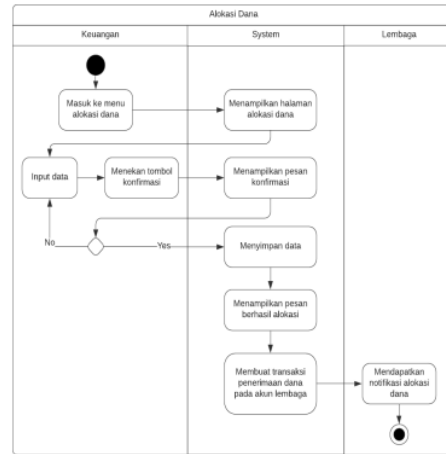 Alokasi Dana
Keuangan
System
Lembaga
Masuk ke menu
alokasi dana
Menampilkan halaman
alokasi dana
Input data
Menekan tombol
konfirmasi
Menampilkan pesan
konfirmasi
No
Yes
Menyimpan data
Menampilkan pesan
berhasil alokasi
Membuat transaksi
penerimaan dana
pada akun lembaga
Mendapatkan
notifikasi alokasi
dana